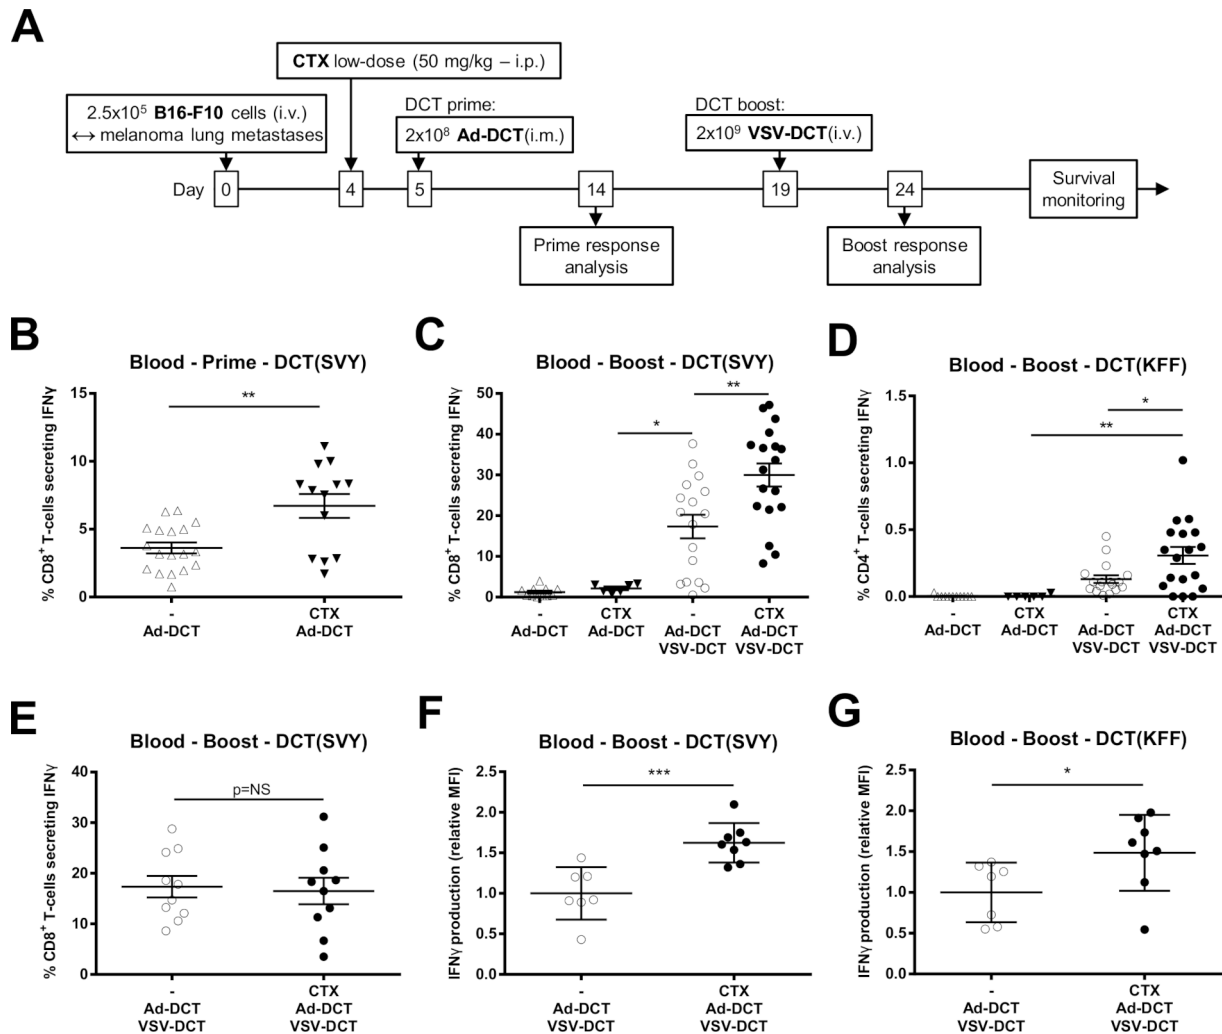 A
CTX low-dose (50 mg/kg – i.p.)
2.5x10⁵ B16-F10 cells (i.v.)
↔ melanoma lung metastases
DCT prime:
2x10⁸ Ad-DCT(i.m.)
DCT boost:
2x10⁹ VSV-DCT(i.v.)
Day 0 4 5 14 19 24
Survival
monitoring
Prime response
analysis
Boost response
analysis
B
Blood - Prime - DCT(SVY)
% CD8⁺ T-cells secreting IFNγ
15
10
5
0
**
-
Ad-DCT
CTX
Ad-DCT
C
Blood - Boost - DCT(SVY)
% CD8⁺ T-cells secreting IFNγ
50
40
30
20
10
0
*
**
-
Ad-DCT
CTX
Ad-DCT
-
Ad-DCT
VSV-DCT
CTX
Ad-DCT
VSV-DCT
D
Blood - Boost - DCT(KFF)
% CD4⁺ T-cells secreting IFNγ
1.5
1.0
0.5
0.0
*
**
-
Ad-DCT
CTX
Ad-DCT
-
Ad-DCT
VSV-DCT
CTX
Ad-DCT
VSV-DCT
E
Blood - Boost - DCT(SVY)
% CD8⁺ T-cells secreting IFNγ
40
30
20
10
0
p=NS
-
Ad-DCT
VSV-DCT
CTX
Ad-DCT
VSV-DCT
F
Blood - Boost - DCT(SVY)
IFNγ production (relative MFI)
2.5
2.0
1.5
1.0
0.5
0.0
***
-
Ad-DCT
VSV-DCT
CTX
Ad-DCT
VSV-DCT
G
Blood - Boost - DCT(KFF)
IFNγ production (relative MFI)
2.5
2.0
1.5
1.0
0.5
0.0
*
-
Ad-DCT
VSV-DCT
CTX
Ad-DCT
VSV-DCT